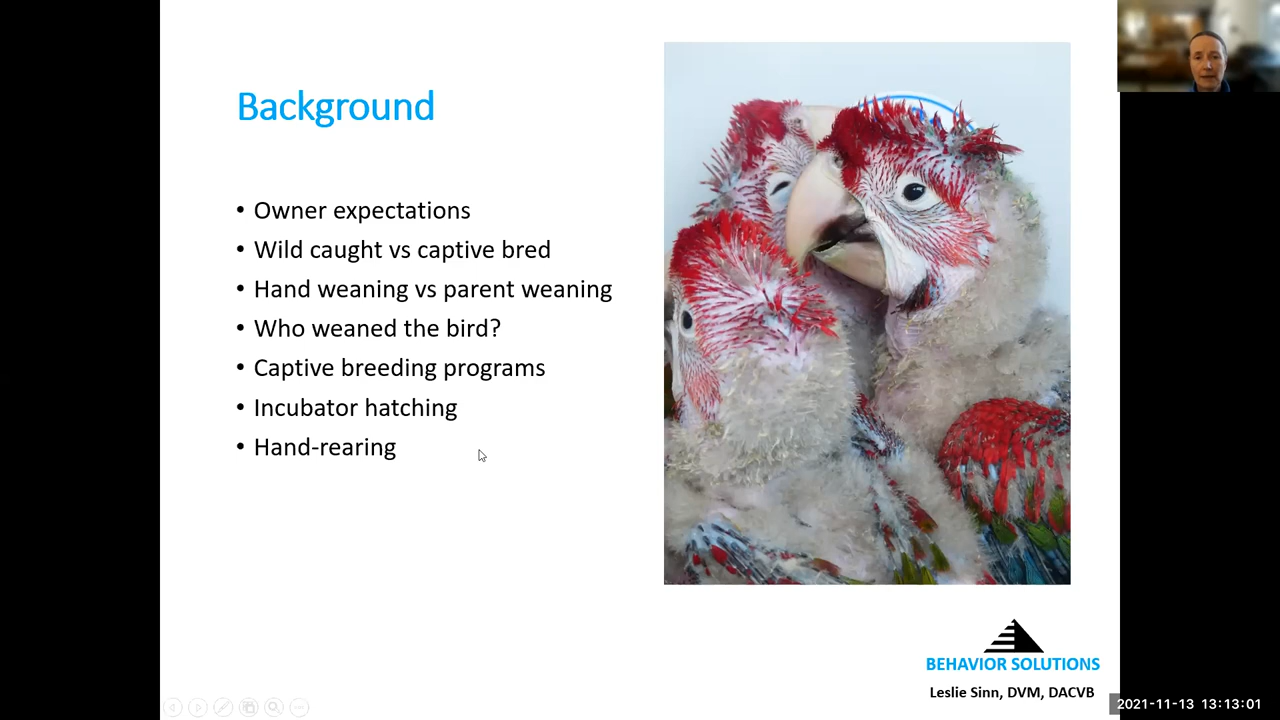 Background
• Owner expectations
• Wild caught vs captive bred
• Hand weaning vs parent weaning
• Who weaned the bird?
• Captive breeding programs
• Incubator hatching
• Hand-rearing
BEHAVIOR SOLUTIONS
Leslie Sinn, DVM, DACVB
2021-11-13 13:13:01